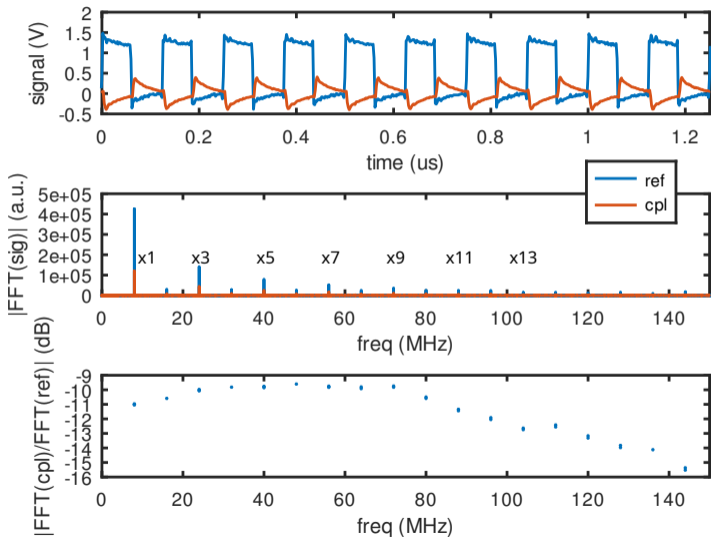 signal (V)
2
1.5
1
0.5
0
-0.5
0
0.2
0.4
0.6
0.8
1
1.2
time (us)
ref
cpl
|FFT(sig)| (a.u.)
5e+05
4e+05
3e+05
2e+05
1e+05
0
x1 x3 x5 x7 x9 x11 x13
0 20 40 60 80 100 120 140
freq (MHz)
|FFT(cpl)/FFT(ref)| (dB)
-9
-10
-11
-12
-13
-14
-15
-16
0 20 40 60 80 100 120 140
freq (MHz)